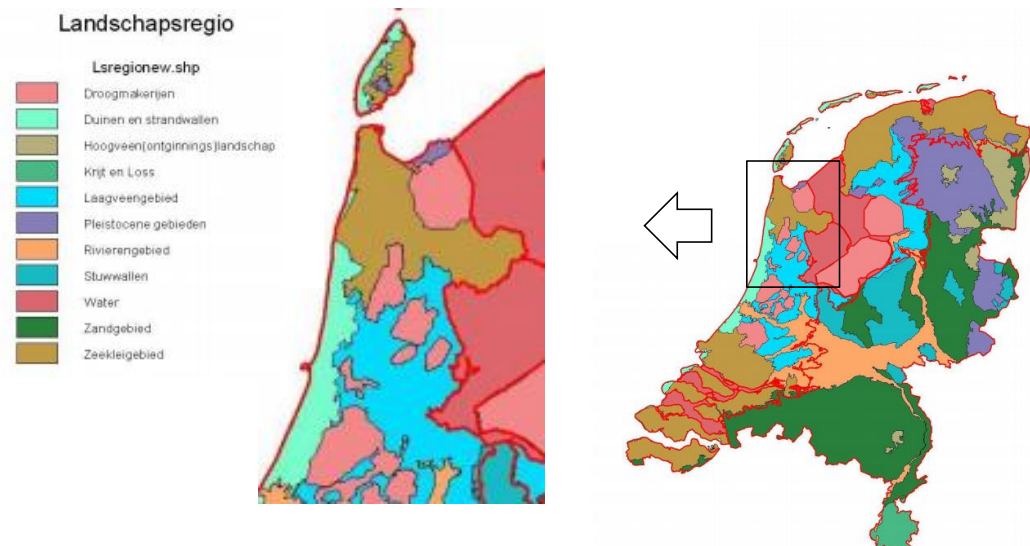 Landschapsregio
Lsregionew.shp
Droogmakerijen
Duinen en strandwallen
Hoogveen(ontginnings)landschap
Krijt en Loss
Laagveengebied
Pleistocene gebieden
Rivierengebied
Stuwwallen
Water
Zandgebied
Zeekleigebied